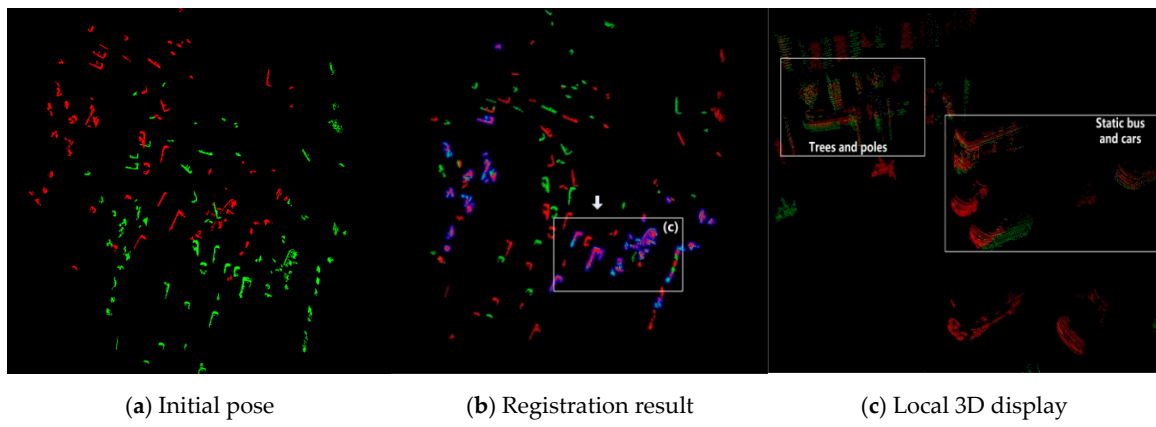 Trees and poles
Static bus
and cars
(c)
(a) Initial pose
(b) Registration result
(c) Local 3D display